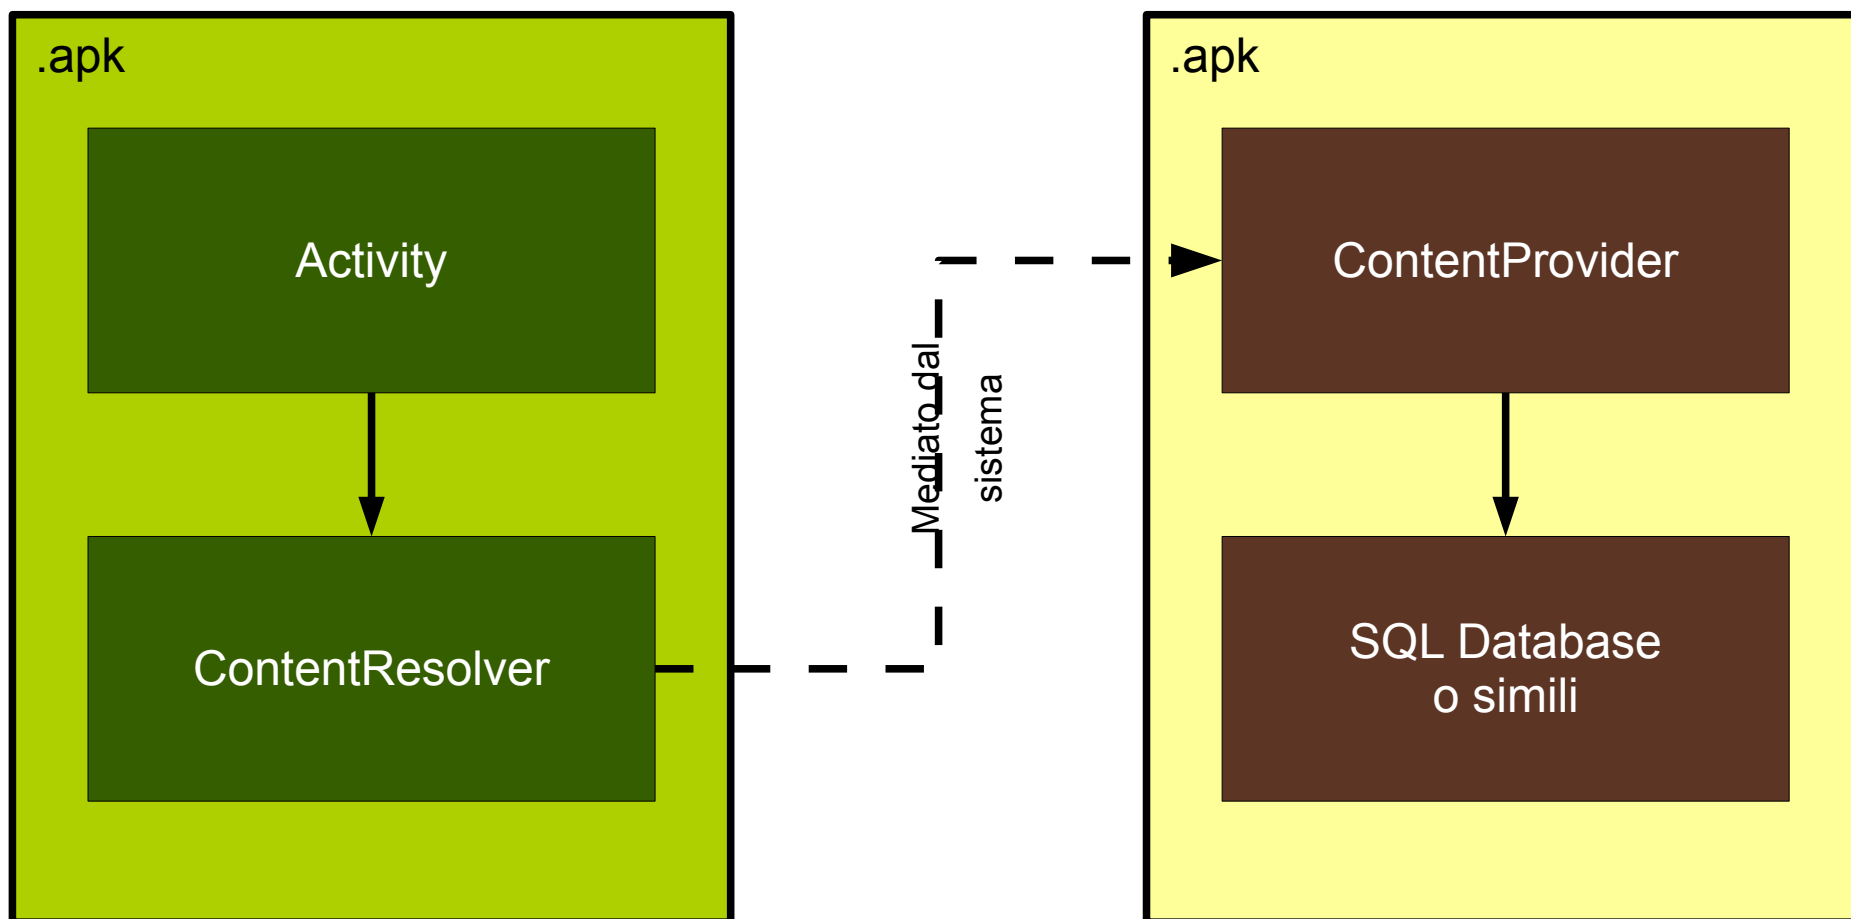 .apk
Activity
ContentResolver
Mediato dal
sistema
.apk
ContentProvider
SQL Database
o simili